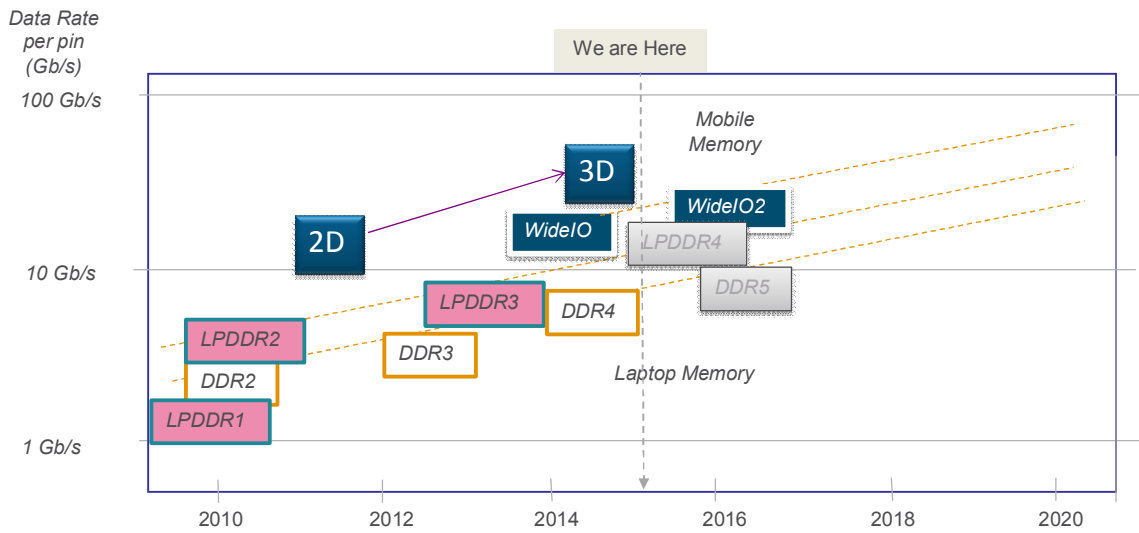 Data Rate
per pin
(Gb/s)
We are Here
100 Gb/s
Mobile
Memory
3D
2D
WideIO
WideIO2
LPDDR4
10 Gb/s
DDR5
LPDDR3
DDR4
LPDDR2
DDR3
DDR2
Laptop Memory
LPDDR1
1 Gb/s
2010
2012
2014
2016
2018
2020